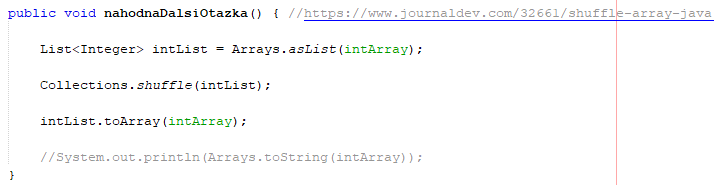 public void nahodnaDalsiOtazka() { //https://www.journaldev.com/32661/shuffle-array-java
List<Integer> intList = Arrays.asList(intArray);
Collections.shuffle(intList);
intList.toArray(intArray);
//System.out.println(Arrays.toString(intArray));
}